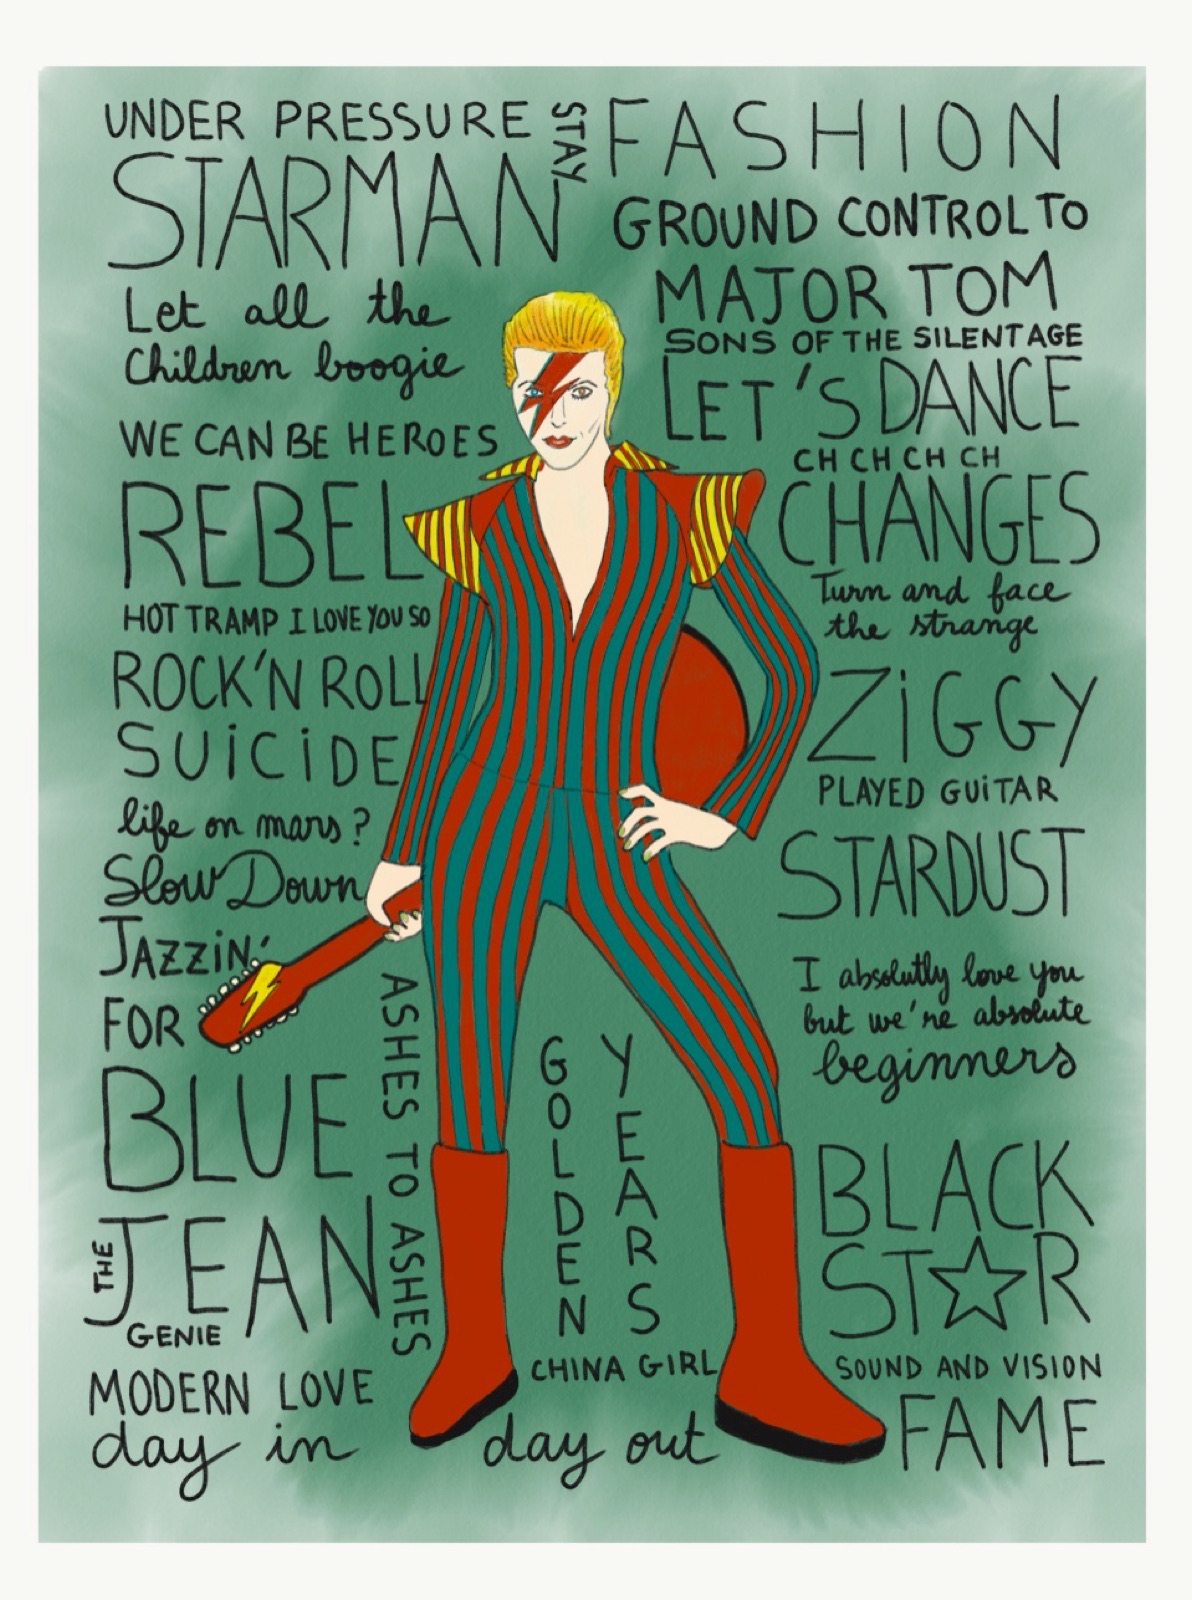 UNDER PRESSURE
STAY
FASHION
STARMAN
GROUND CONTROL TO
MAJOR TOM
Let all the
Children boogie
SONS OF THE SILENT AGE
LET'S DANCE
WE CAN BE HEROES
CH CH CH CH
CHANGES
REBEL
Turn and face
the strange
HOT TRAMP I LOVE YOU SO
ROCK'N ROLL
SUiCiDE
ZiGGY
PLAYED GUiTAR
life on mars?
Slow Down
STARDUST
JAZZiN'
FOR
BLUE
JEAN
THE
GENIE
ASHES TO ASHES
I absolutly love you
but we're absolute
beginners
GOLDEN
YEARS
BLACK
ST☆R
CHINA GIRL
SOUND AND VISION
MODERN LOVE
day in
day out
FAME